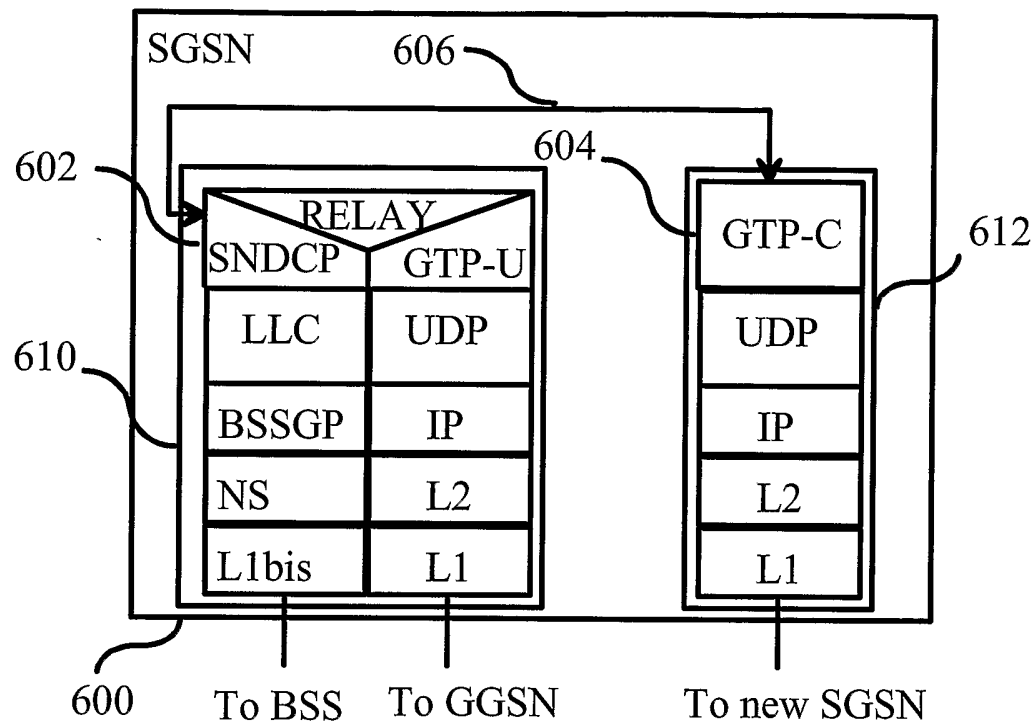 SGSN
606
602
604
RELAY
SNDCP
GTP-U
GTP-C
612
LLC
UDP
UDP
610
BSSGP
IP
IP
NS
L2
L2
L1bis
L1
L1
600
To BSS
To GGSN
To new SGSN